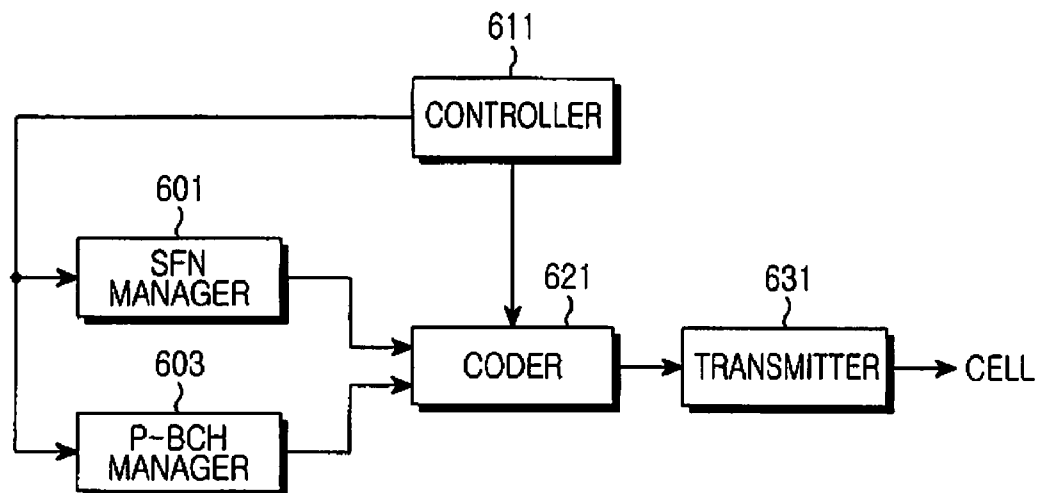 611
CONTROLLER
601
SFN
MANAGER
621
CODER
631
TRANSMITTER
CELL
603
P-BCH
MANAGER